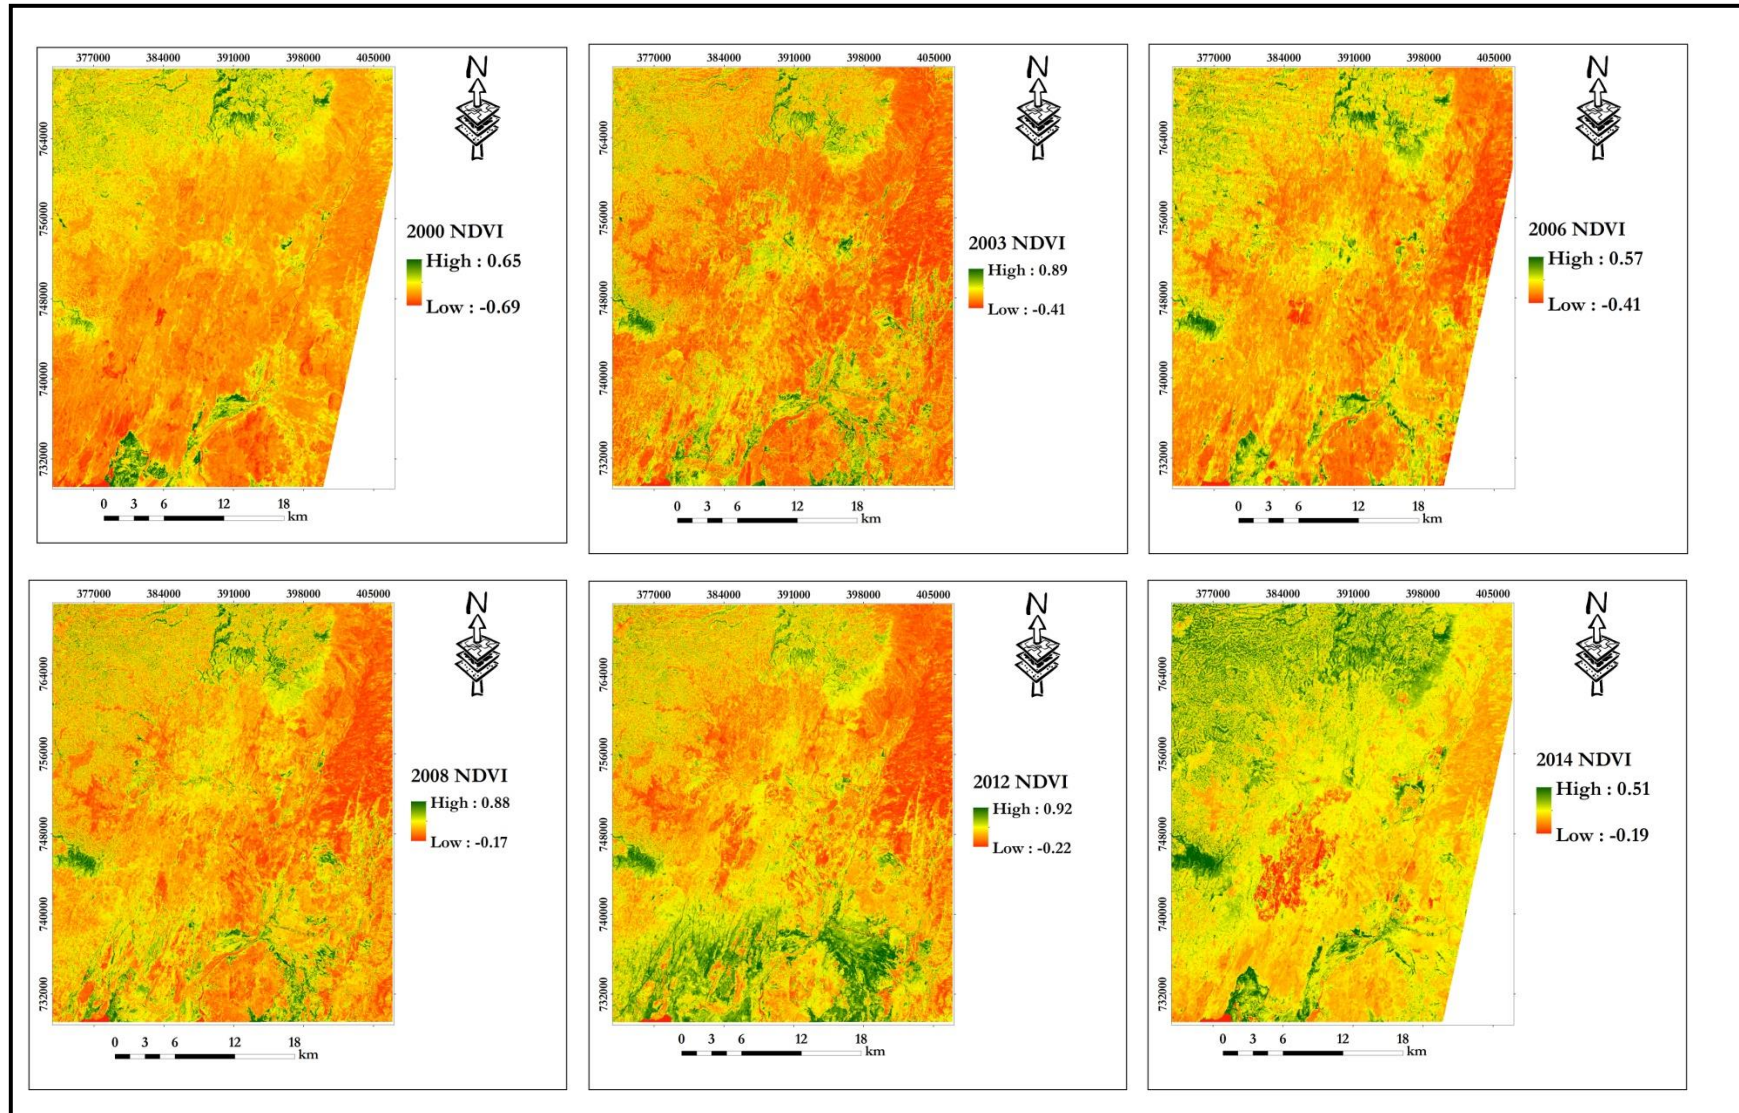 377000 384000 391000 398000 405000
N
764000
756000
748000
740000
732000
2000 NDVI
High : 0.65
Low : -0.69
0 3 6 12 18
km
377000 384000 391000 398000 405000
N
764000
756000
748000
740000
732000
2003 NDVI
High : 0.89
Low : -0.41
0 3 6 12 18
km
377000 384000 391000 398000 405000
N
764000
756000
748000
740000
732000
2006 NDVI
High : 0.57
Low : -0.41
0 3 6 12 18
km
377000 384000 391000 398000 405000
N
764000
756000
748000
740000
732000
2008 NDVI
High : 0.88
Low : -0.17
0 3 6 12 18
km
377000 384000 391000 398000 405000
N
764000
756000
748000
740000
732000
2012 NDVI
High : 0.92
Low : -0.22
0 3 6 12 18
km
377000 384000 391000 398000 405000
N
764000
756000
748000
740000
732000
2014 NDVI
High : 0.51
Low : -0.19
0 3 6 12 18
km